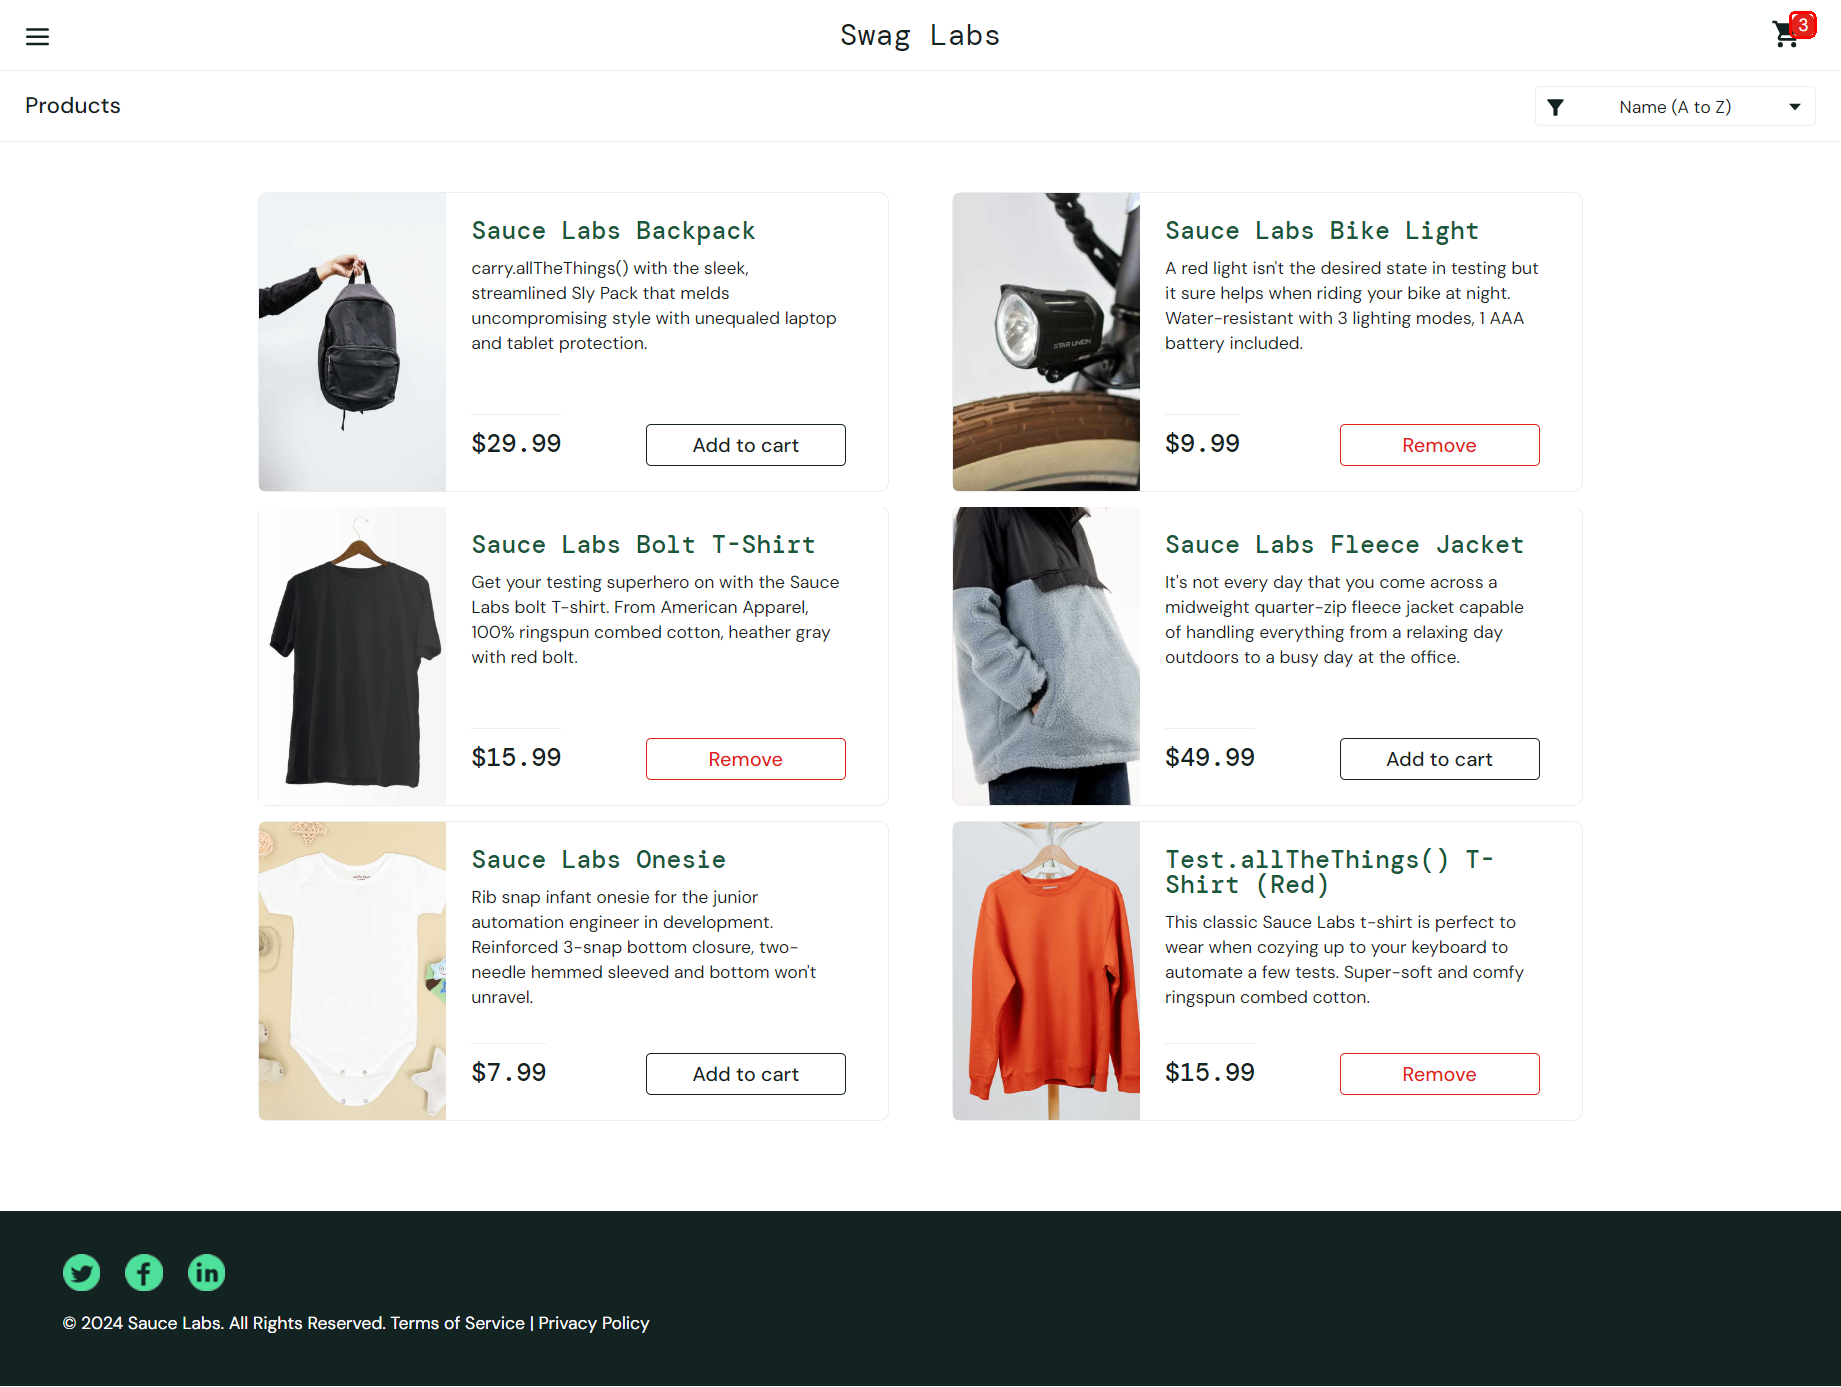 Swag Labs
3
Products
Name (A to Z)
Sauce Labs Backpack
carry.allTheThings() with the sleek,
streamlined Sly Pack that melds
uncompromising style with unequaled laptop
and tablet protection.
$29.99
Add to cart
Sauce Labs Bike Light
A red light isn't the desired state in testing but
it sure helps when riding your bike at night.
Water-resistant with 3 lighting modes, 1 AAA
battery included.
STAR UNION
$9.99
Remove
Sauce Labs Bolt T-Shirt
Get your testing superhero on with the Sauce
Labs bolt T-shirt. From American Apparel,
100% ringspun combed cotton, heather gray
with red bolt.
$15.99
Remove
Sauce Labs Fleece Jacket
It's not every day that you come across a
midweight quarter-zip fleece jacket capable
of handling everything from a relaxing day
outdoors to a busy day at the office.
$49.99
Add to cart
Sauce Labs Onesie
Rib snap infant onesie for the junior
automation engineer in development.
Reinforced 3-snap bottom closure, two-
needle hemmed sleeved and bottom won't
unravel.
$7.99
Add to cart
Test.allTheThings() T-
Shirt (Red)
This classic Sauce Labs t-shirt is perfect to
wear when cozying up to your keyboard to
automate a few tests. Super-soft and comfy
ringspun combed cotton.
$15.99
Remove
© 2024 Sauce Labs. All Rights Reserved. Terms of Service | Privacy Policy